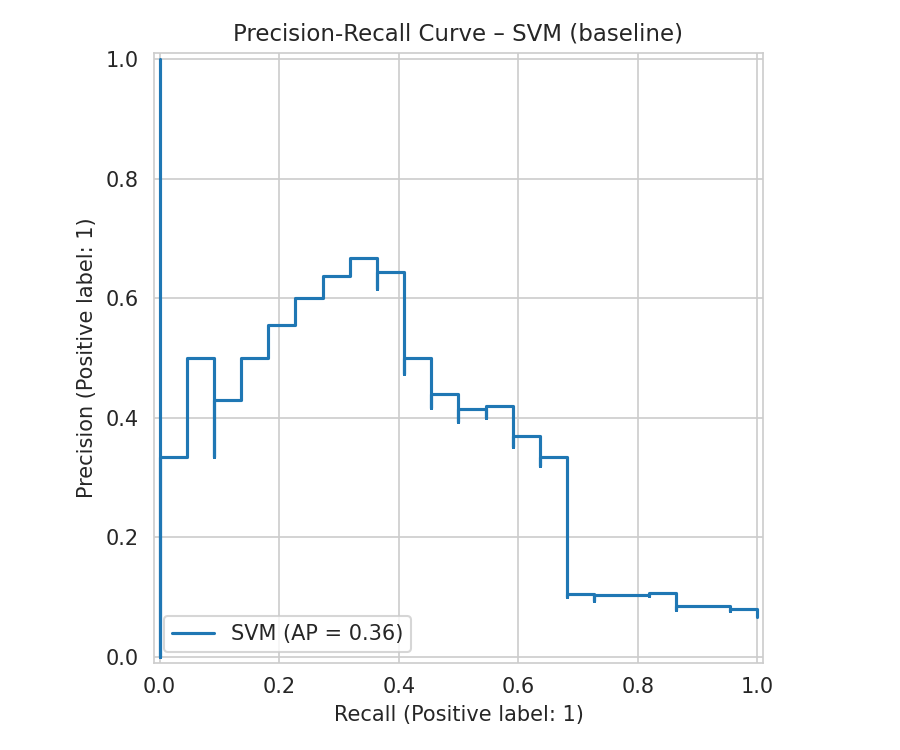 Precision-Recall Curve – SVM (baseline)
Precision (Positive label: 1)
1.0
0.8
0.6
0.4
0.2
0.0
SVM (AP = 0.36)
0.0 0.2 0.4 0.6 0.8 1.0
Recall (Positive label: 1)